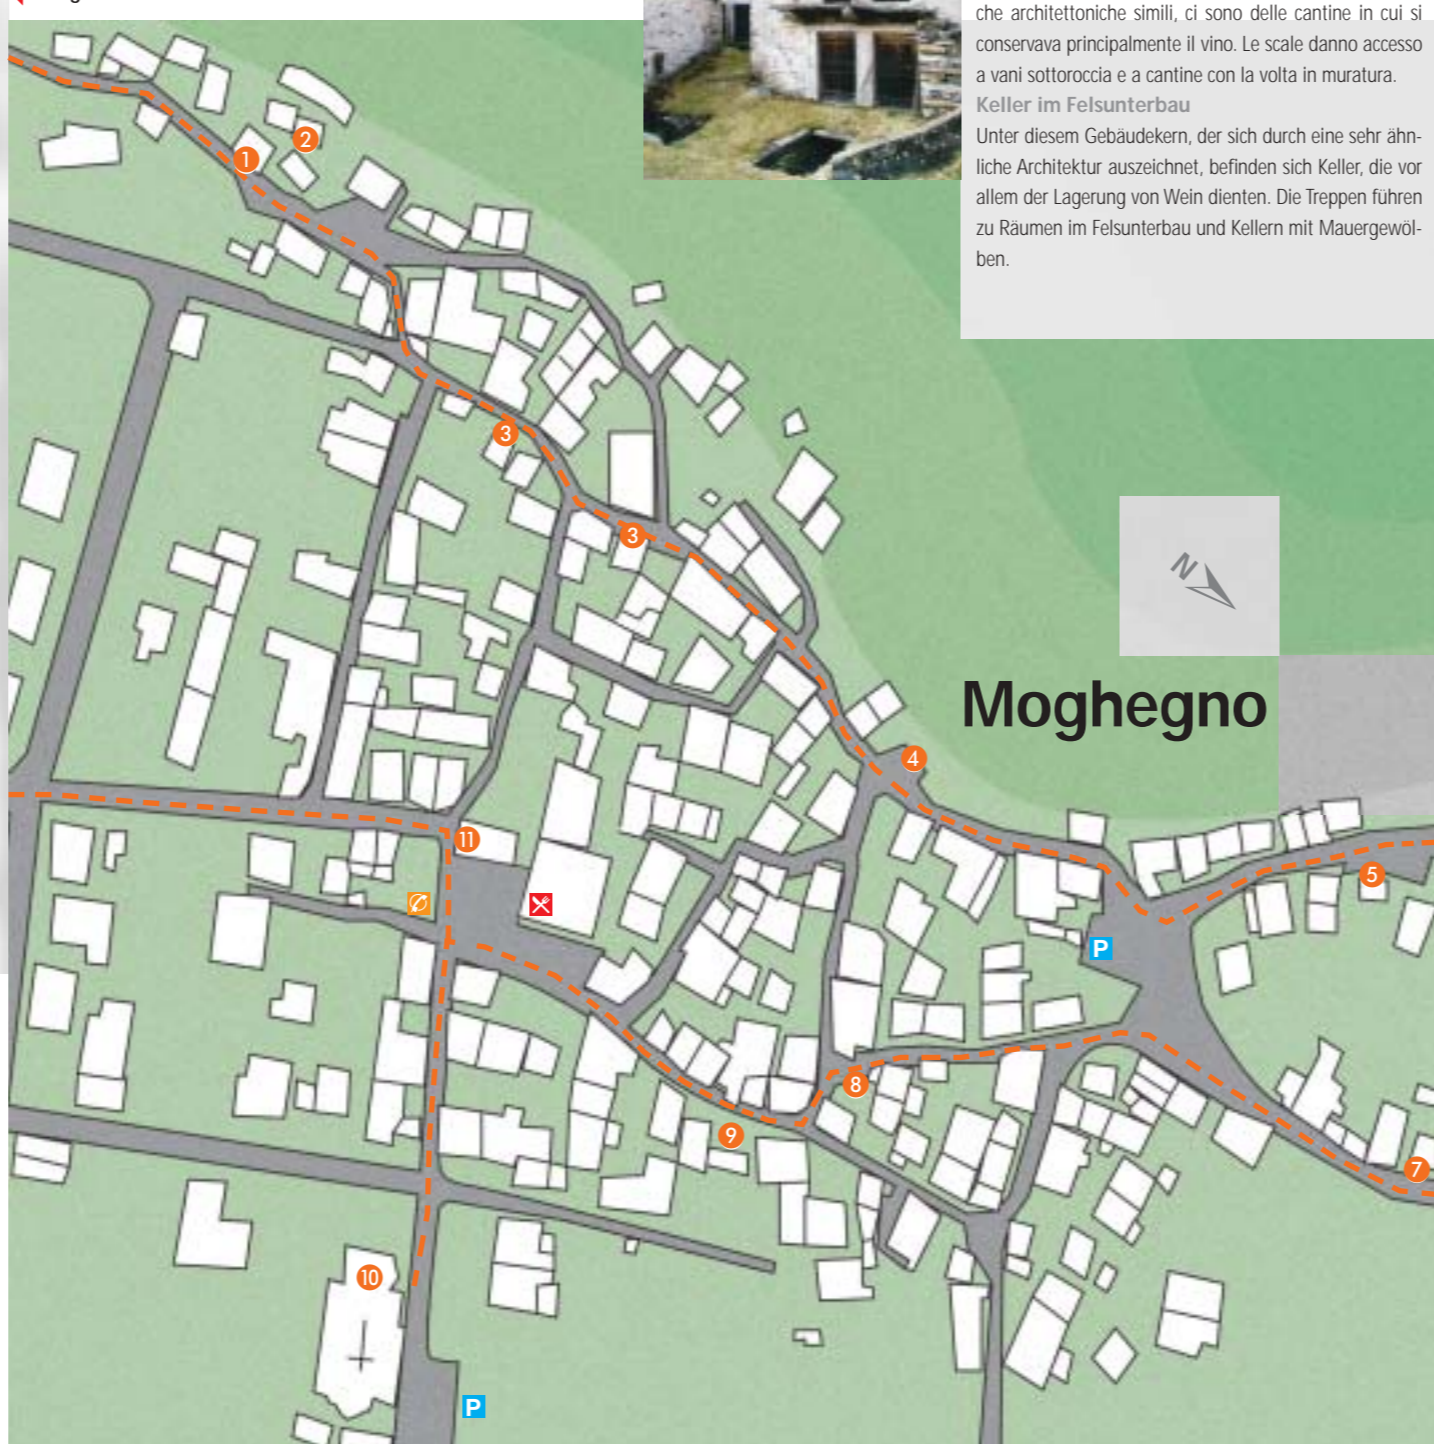 che architettoniche simili, ci sono delle cantine in cui si
conservava principalmente il vino. Le scale danno accesso
a vani sottoroccia e a cantine con la volta in muratura.
Keller im Felsunterbau
Unter diesem Gebäudekern, der sich durch eine sehr ähn-
liche Architektur auszeichnet, befinden sich Keller, die vor
allem der Lagerung von Wein dienten. Die Treppen führen
zu Räumen im Felsunterbau und Kellern mit Mauergewöl-
ben.
2
1
3
3
N
Moghegno
4
11
5
P
8
9
7
10
P